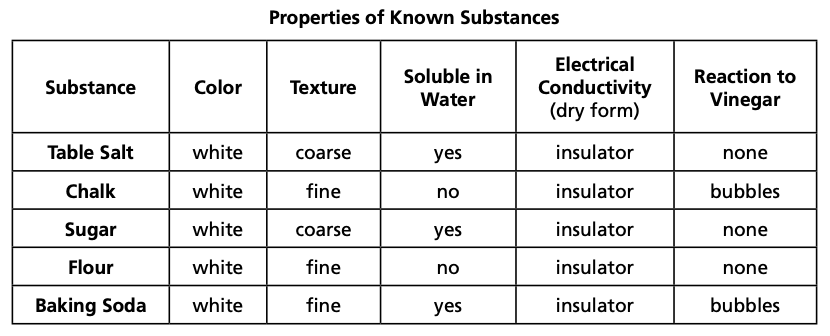 Properties of Known Substances
Substance Color Texture Soluble in Water Electrical Conductivity (dry form) Reaction to Vinegar
Table Salt white coarse yes insulator none
Chalk white fine no insulator bubbles
Sugar white coarse yes insulator none
Flour white fine no insulator none
Baking Soda white fine yes insulator bubbles